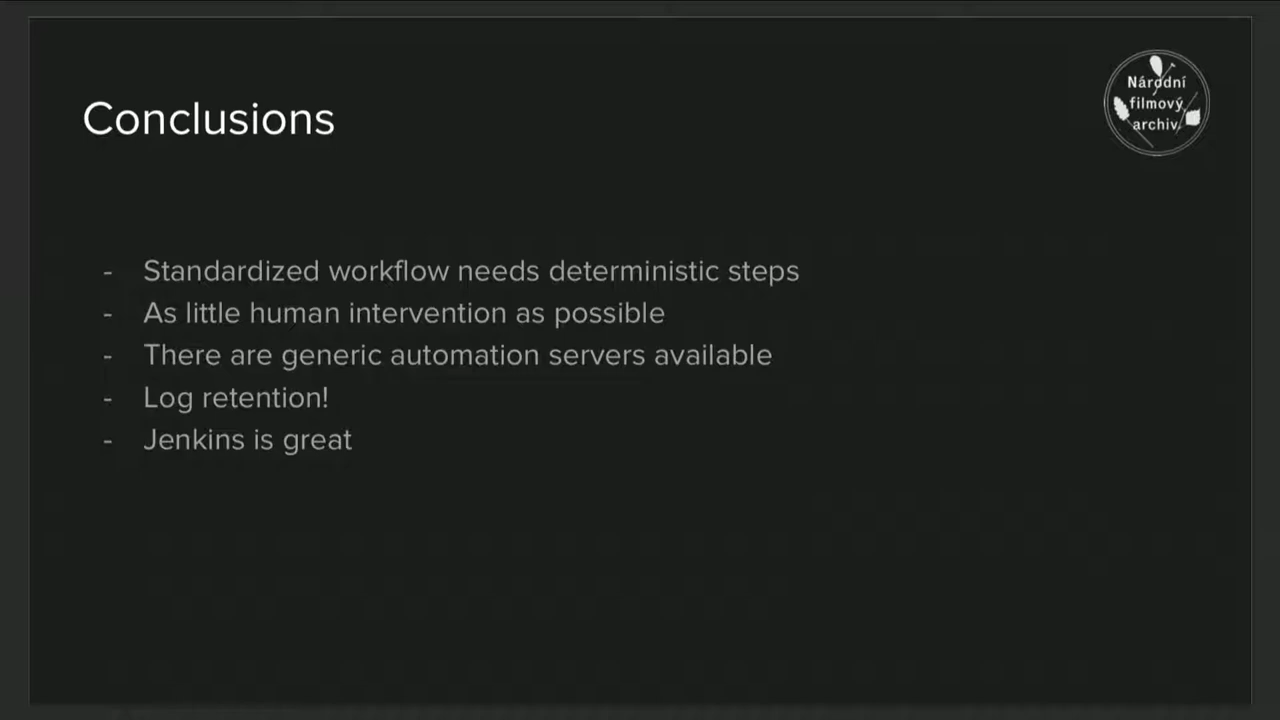 Conclusions
Národní
filmový
archiv.
- Standardized workflow needs deterministic steps
- As little human intervention as possible
- There are generic automation servers available
- Log retention!
- Jenkins is great